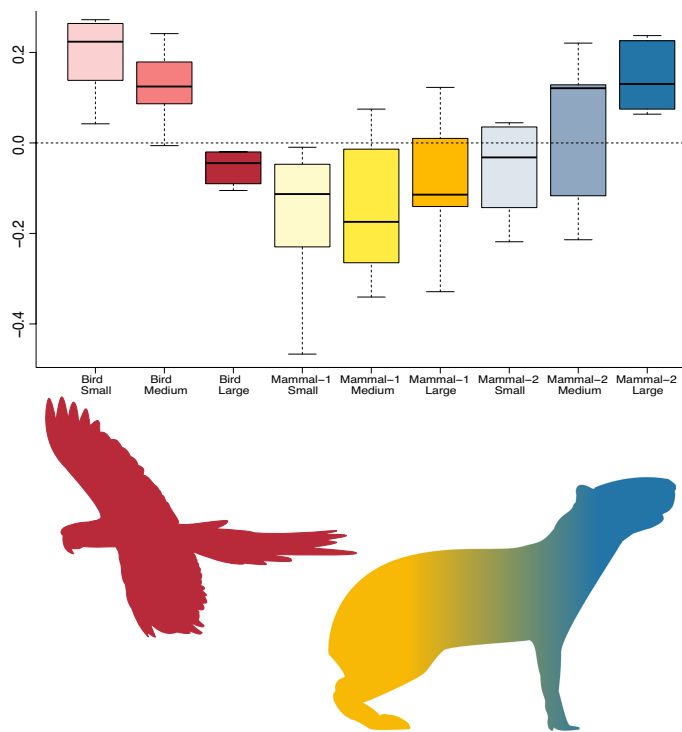 0.2
0.0
−0.2
−0.4
Bird Small
Bird Medium
Bird Large
Mammal−1 Small
Mammal−1 Medium
Mammal−1 Large
Mammal−2 Small
Mammal−2 Medium
Mammal−2 Large